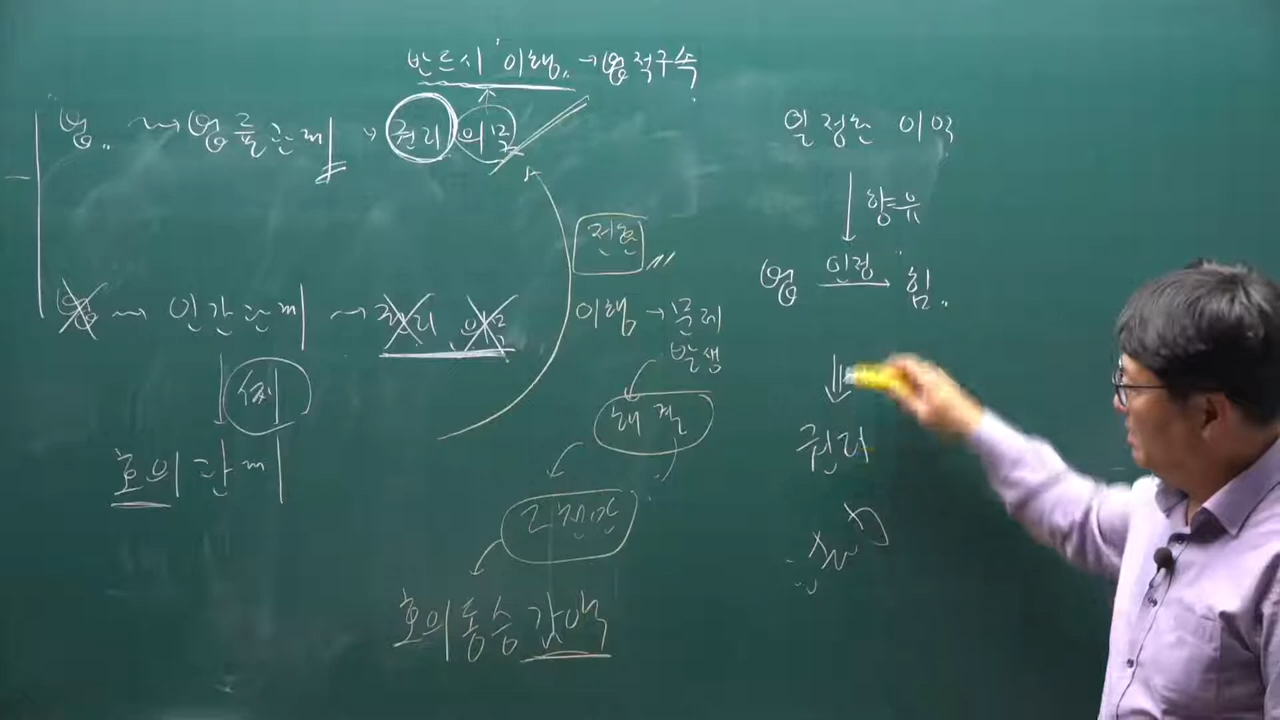 반드시 이행.. → 법적구속
법.. → 법률관계 → 권리 의무
전환
법 → 인간관계 → 권리 의무
이행 → 문제
발생
해결
예)
호의관계
호의동승 감액
일정한 이익
↓ 향유
법 인정 → 힘..
권리